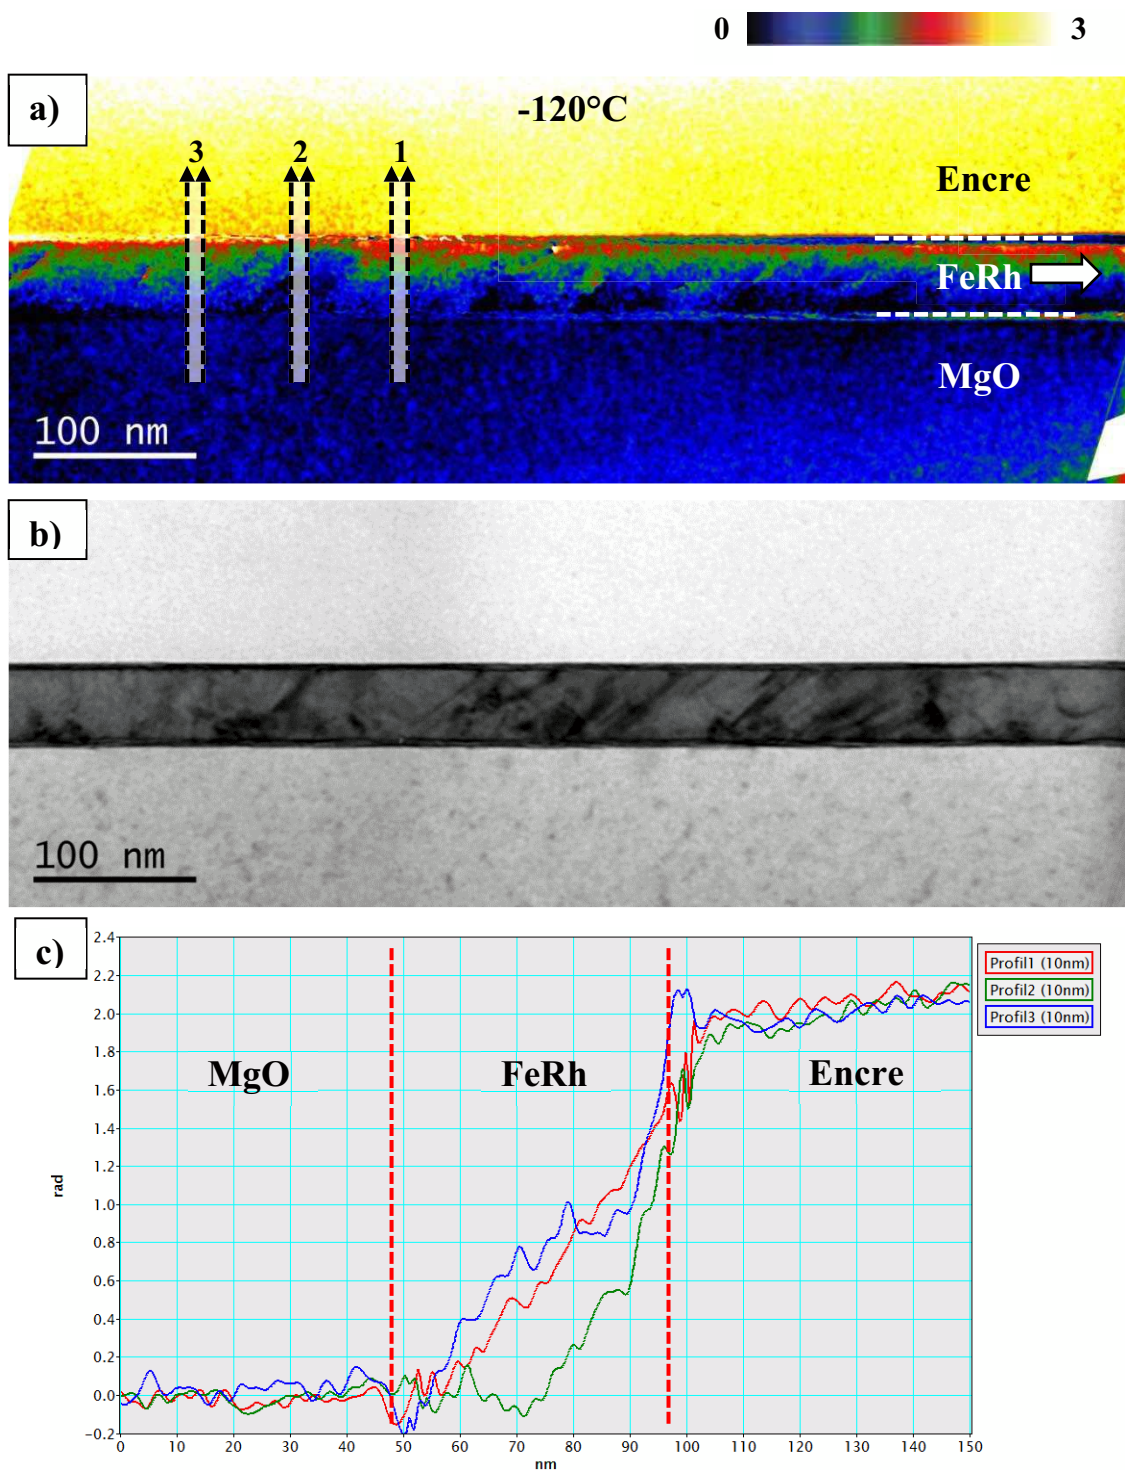 0 3
a)
-120°C
3 2 1
Encre
FeRh
MgO
100 nm
b)
100 nm
c)
2.4
2.2
2.0
1.8
1.6
1.4
1.2
1.0
0.8
0.6
0.4
0.2
0.0
-0.2
rad
MgO FeRh Encre
Profil1 (10nm)
Profil2 (10nm)
Profil3 (10nm)
0 10 20 30 40 50 60 70 80 90 100 110 120 130 140 150
nm